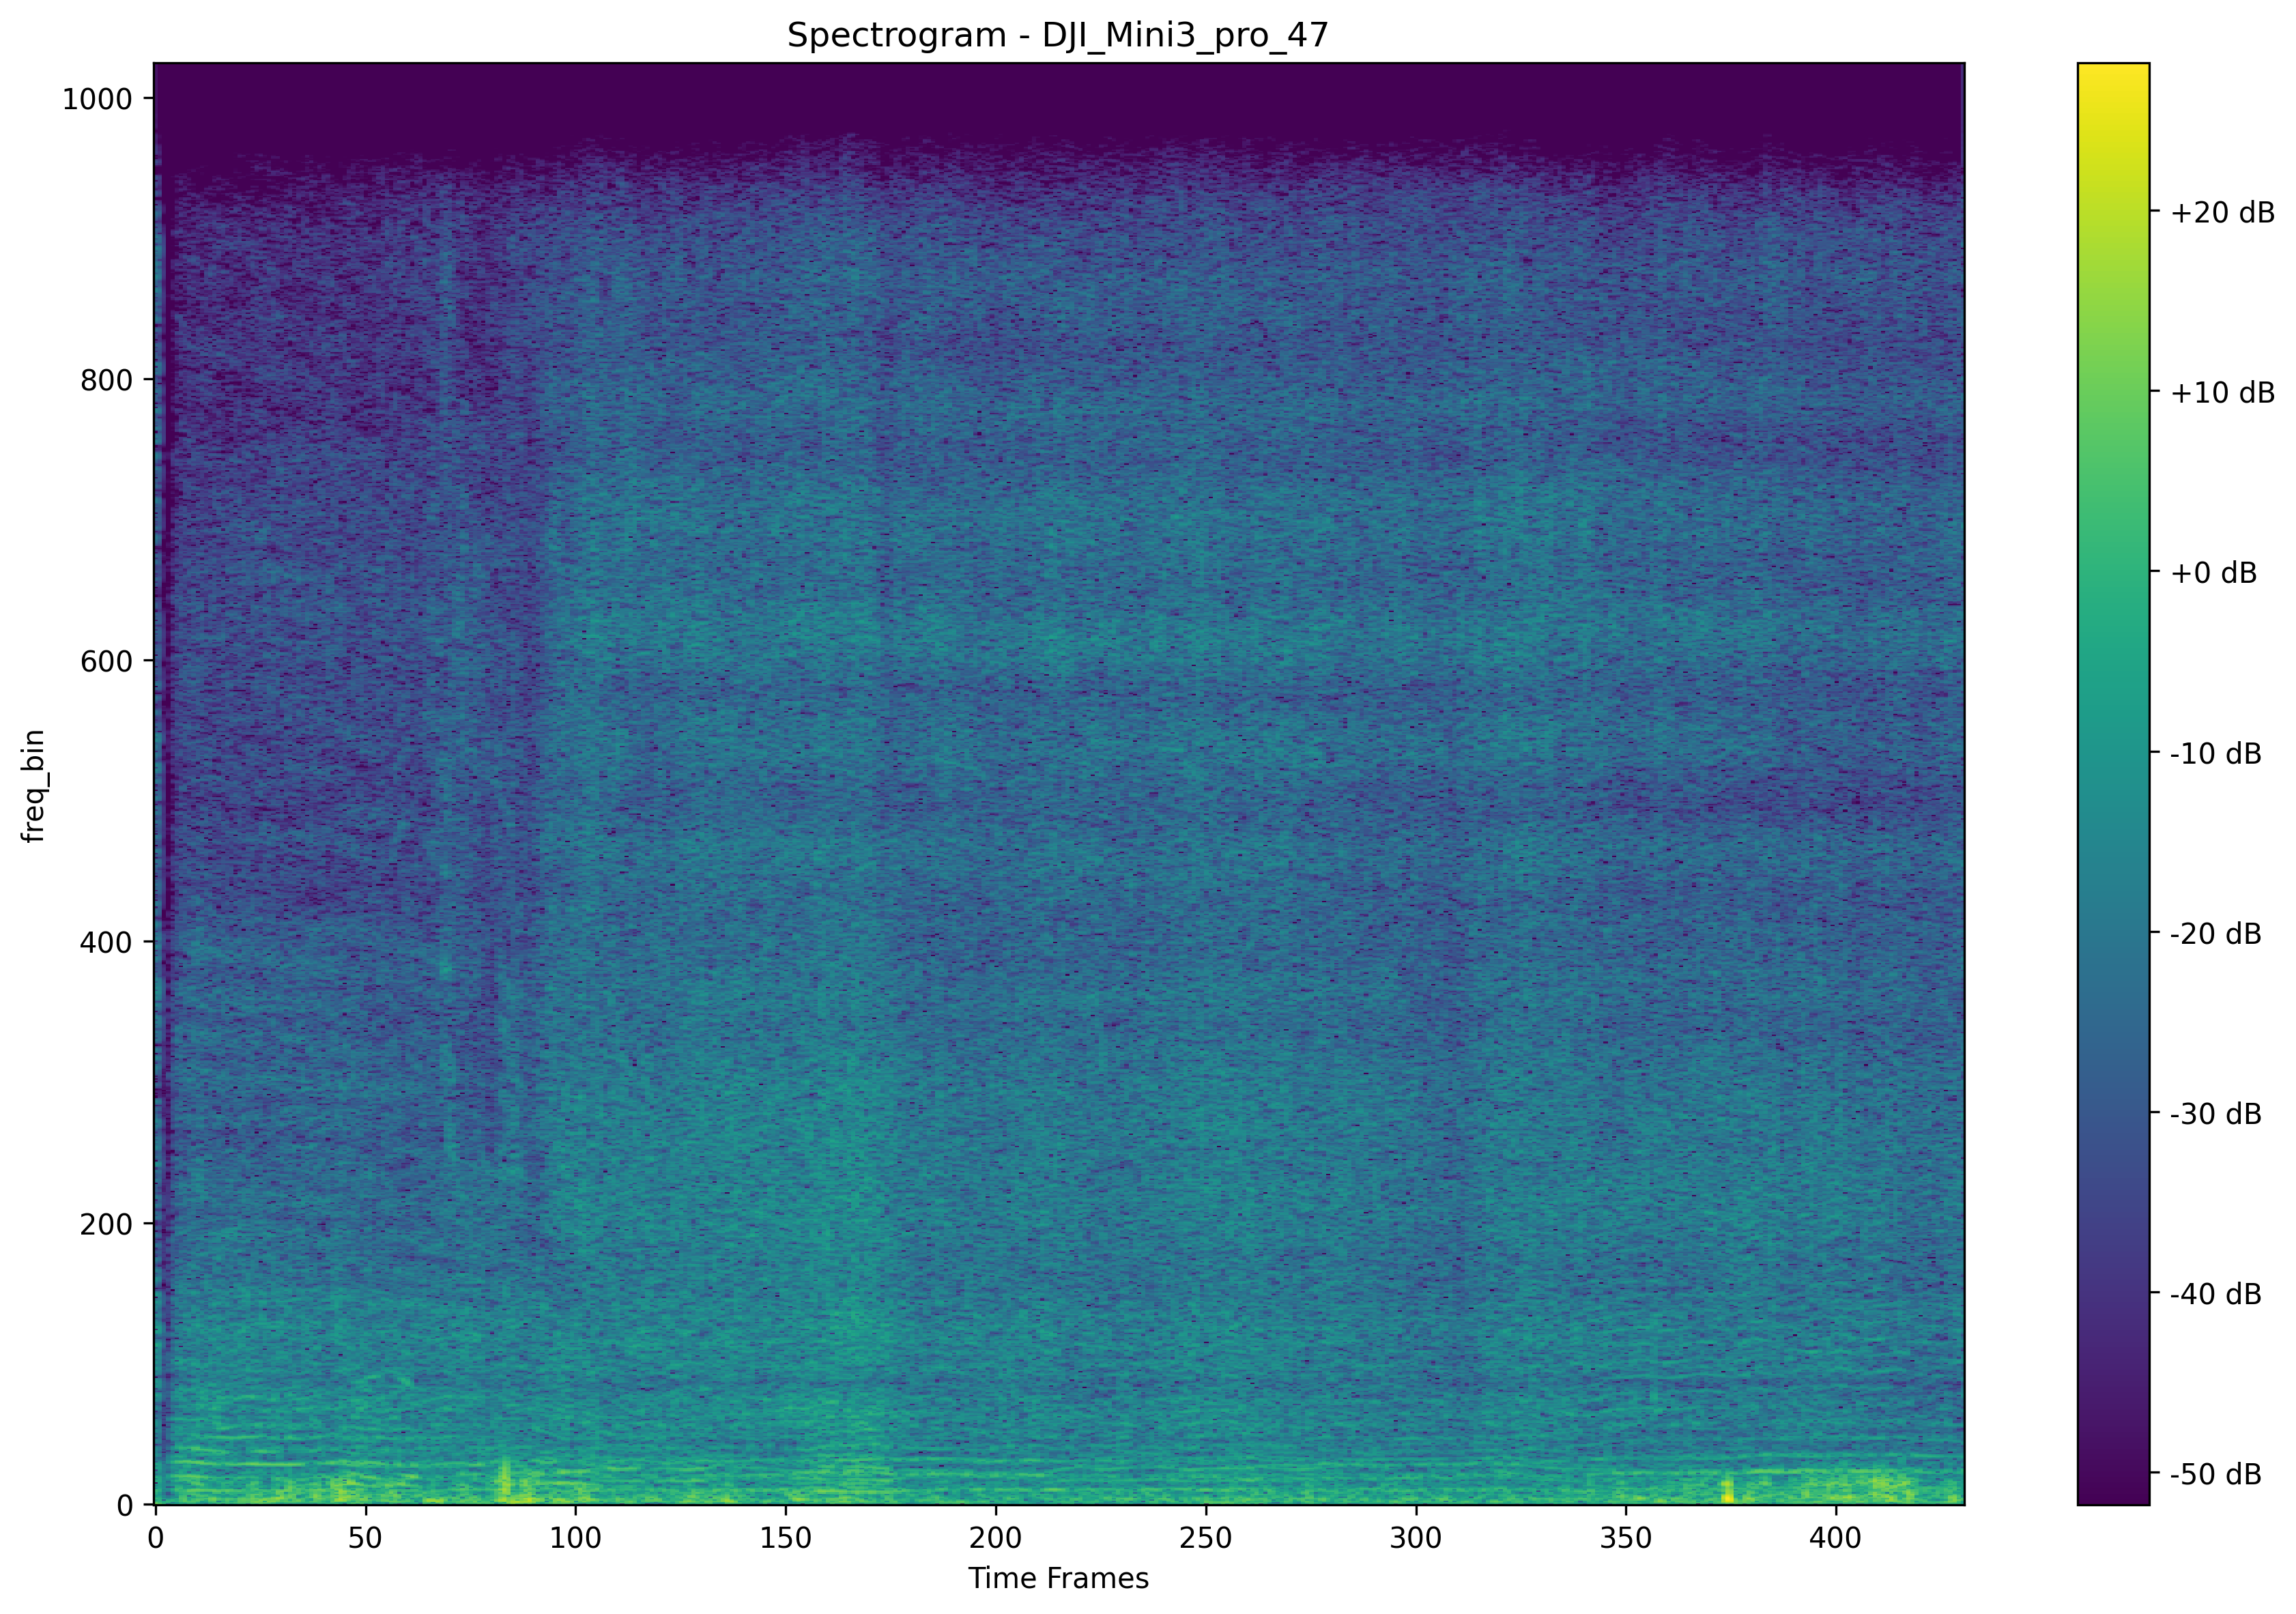 Spectrogram - DJI_Mini3_pro_47
1000
800
600
400
200
0
freq_bin
0 50 100 150 200 250 300 350 400
Time Frames
+20 dB
+10 dB
+0 dB
-10 dB
-20 dB
-30 dB
-40 dB
-50 dB